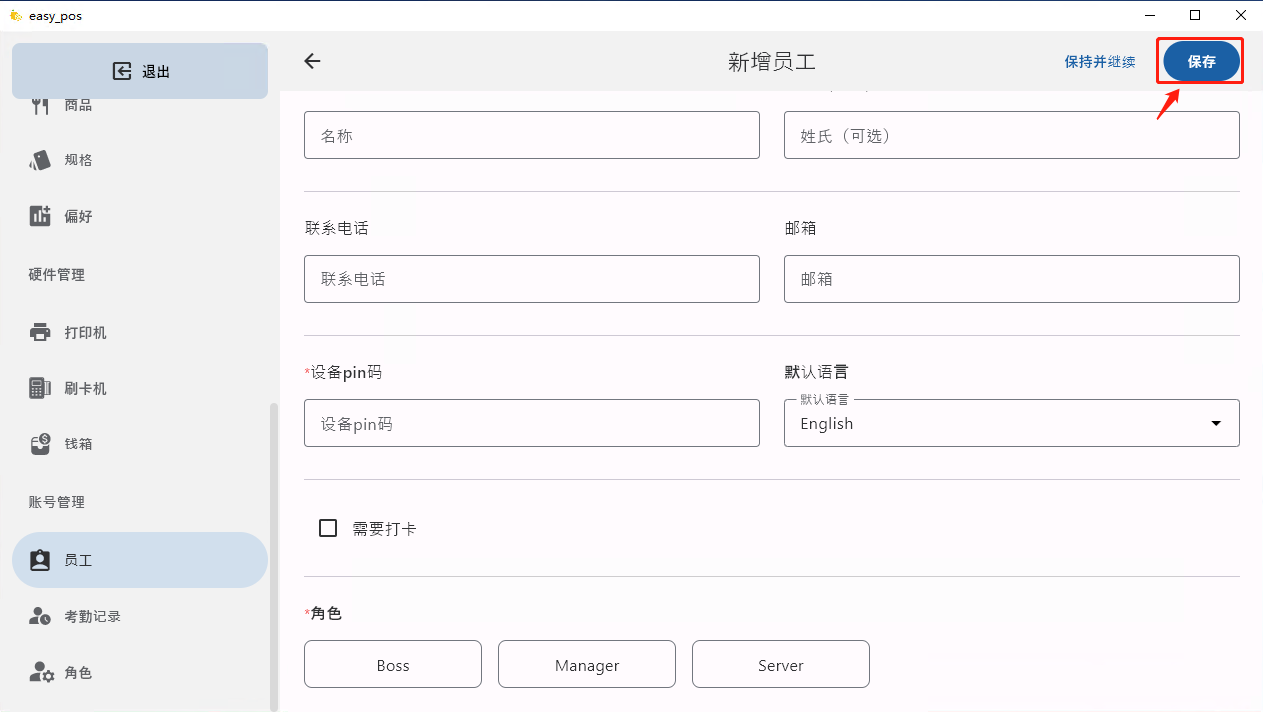 easy_pos
退出
商品
规格
偏好
硬件管理
打印机
刷卡机
钱箱
账号管理
员工
考勤记录
角色
新增员工
保持并继续
保存
名称
姓氏（可选）
联系电话
邮箱
联系电话
邮箱
*设备pin码
默认语言
设备pin码
默认语言
English
需要打卡
*角色
Boss
Manager
Server